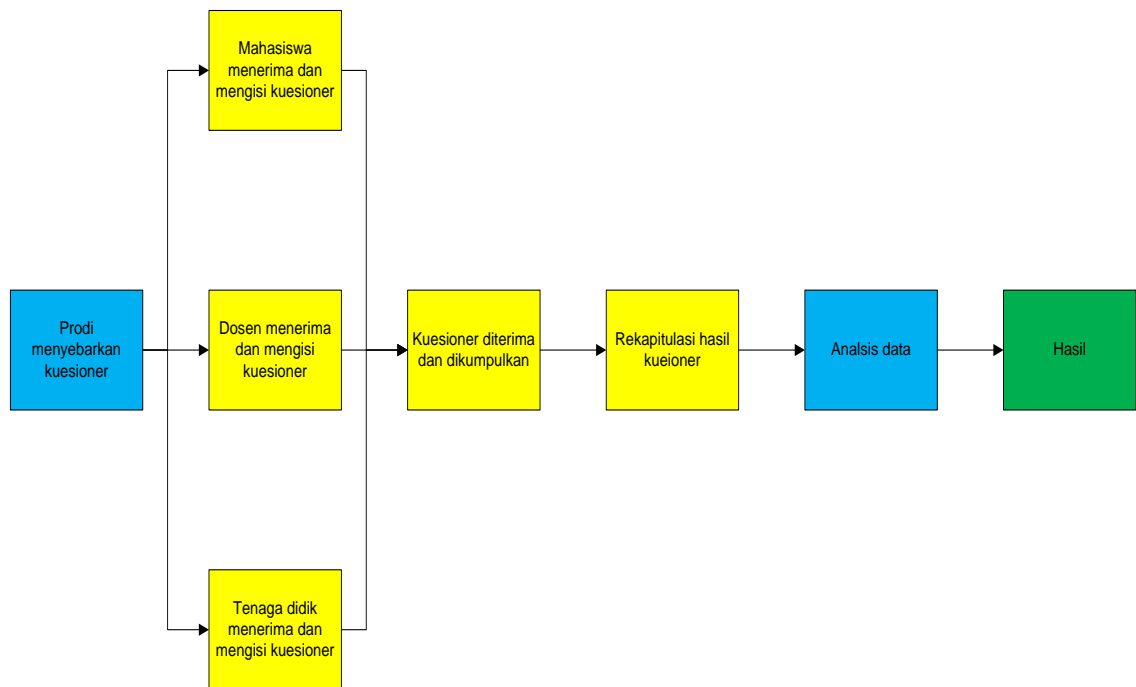 Mahasiswa
menerima dan
mengisi kuesioner
Prodi
menyebarkan
kuesioner
Dosen menerima
dan mengisi
kuesioner
Kuesioner diterima
dan dikumpulkan
Rekapitulasi hasil
kueioner
Analsis data
Hasil
Tenaga didik
menerima dan
mengisi kuesioner